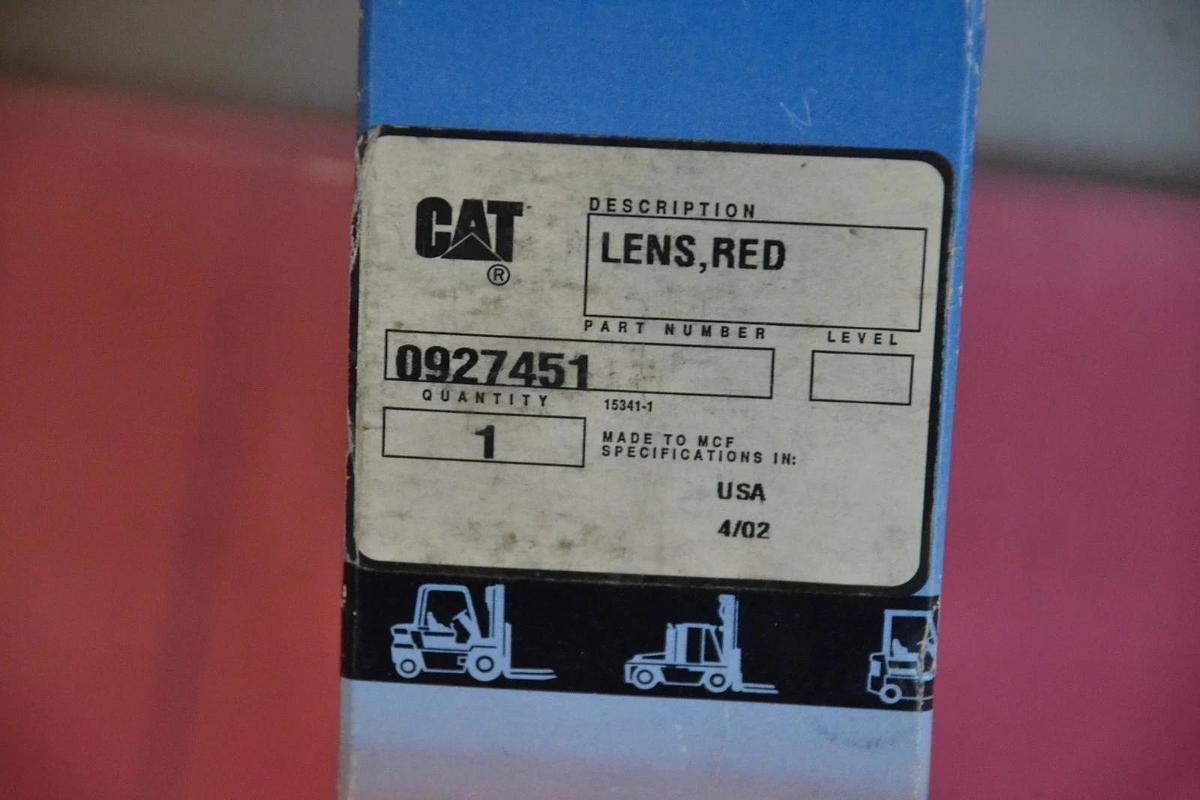 CAT
®
DESCRIPTION
LENS,RED
PART NUMBER
LEVEL
0927451
QUANTITY
15341-1
1
MADE TO MCF
SPECIFICATIONS IN:
USA
4/02